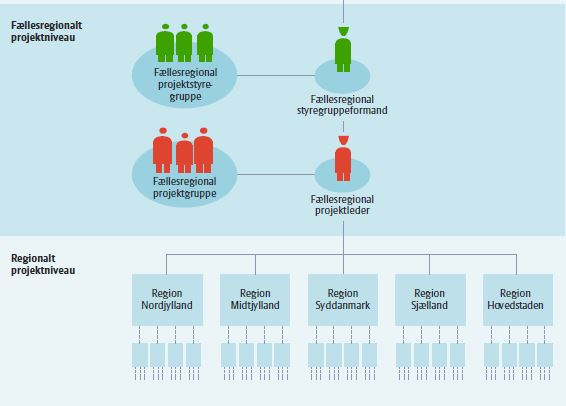 Fællesregionalt
projektniveau
Fællesregional
projektstyre-
gruppe
Fællesregional
styregruppeformand
Fællesregional
projektgruppe
Fællesregional
projektleder
Regionalt
projektniveau
Region
Nordjylland
Region
Midtjylland
Region
Syddanmark
Region
Sjælland
Region
Hovedstaden